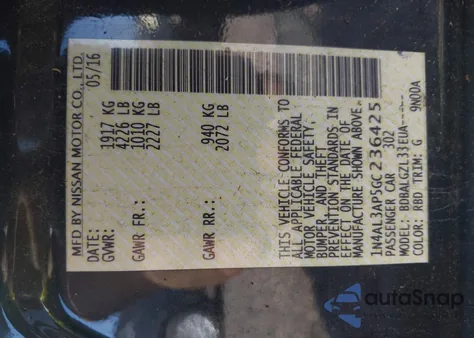 MFD BY NISSAN MOTOR CO., LTD.
DATE: 05/16
GVWR: 1917 KG
4226 LB
GAWR FR: 1010 KG
2227 LB
GAWR RR: 940 KG
2072 LB
THIS VEHICLE CONFORMS TO
ALL APPLICABLE FEDERAL
MOTOR VEHICLE SAFETY,
BUMPER, AND THEFT
PREVENTION STANDARDS IN
EFFECT ON THE DATE OF
MANUFACTURE SHOWN ABOVE.
1N4AL3AP5GC236425
PASSENGER CAR 302
MODEL: BDBALGZL33EUA
COLOR: RBD TRIM: G 9N00A
autoSnap